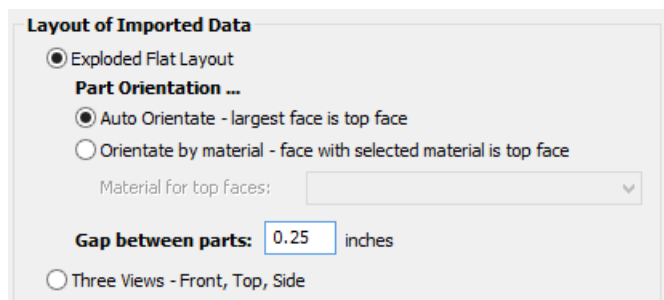 Layout of Imported Data
Exploded Flat Layout
Part Orientation ...
Auto Orientate - largest face is top face
Orientate by material - face with selected material is top face
Material for top faces:
Gap between parts: 0.25 inches
Three Views - Front, Top, Side